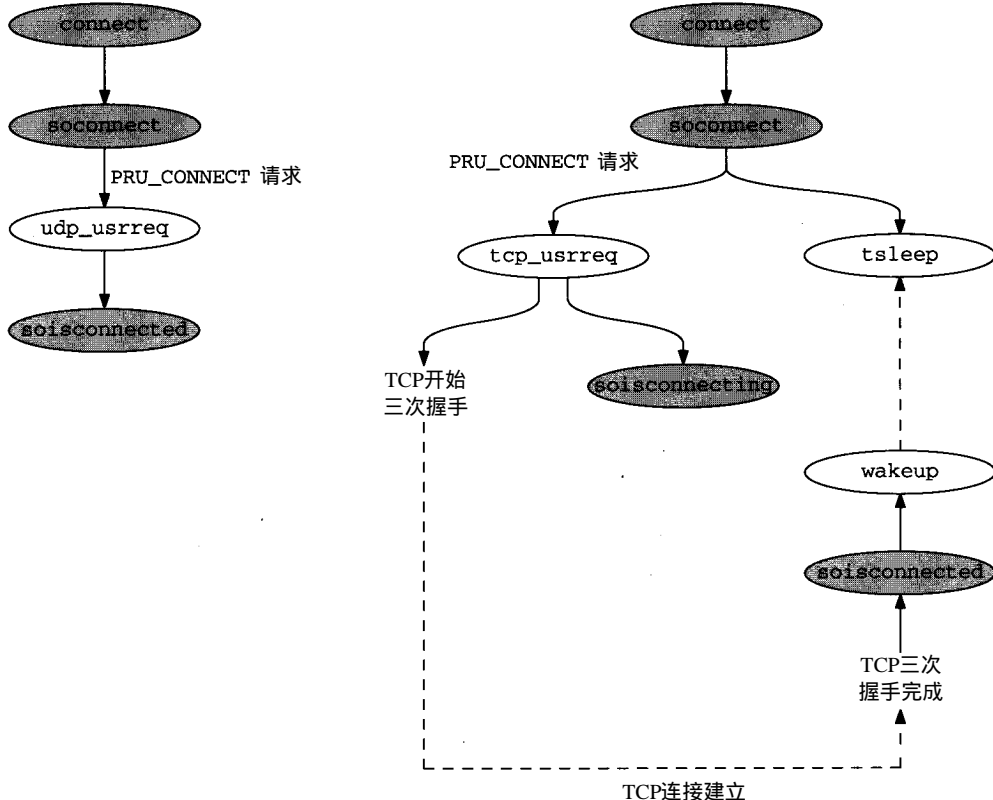 connect
soconnect
PRU_CONNECT 请求
udp_usrreq
soisconnected
connect
soconnect
PRU_CONNECT 请求
tcp_usrreq
tsleep
TCP开始
三次握手
soisconnecting
wakeup
soisconnected
TCP三次
握手完成
TCP连接建立